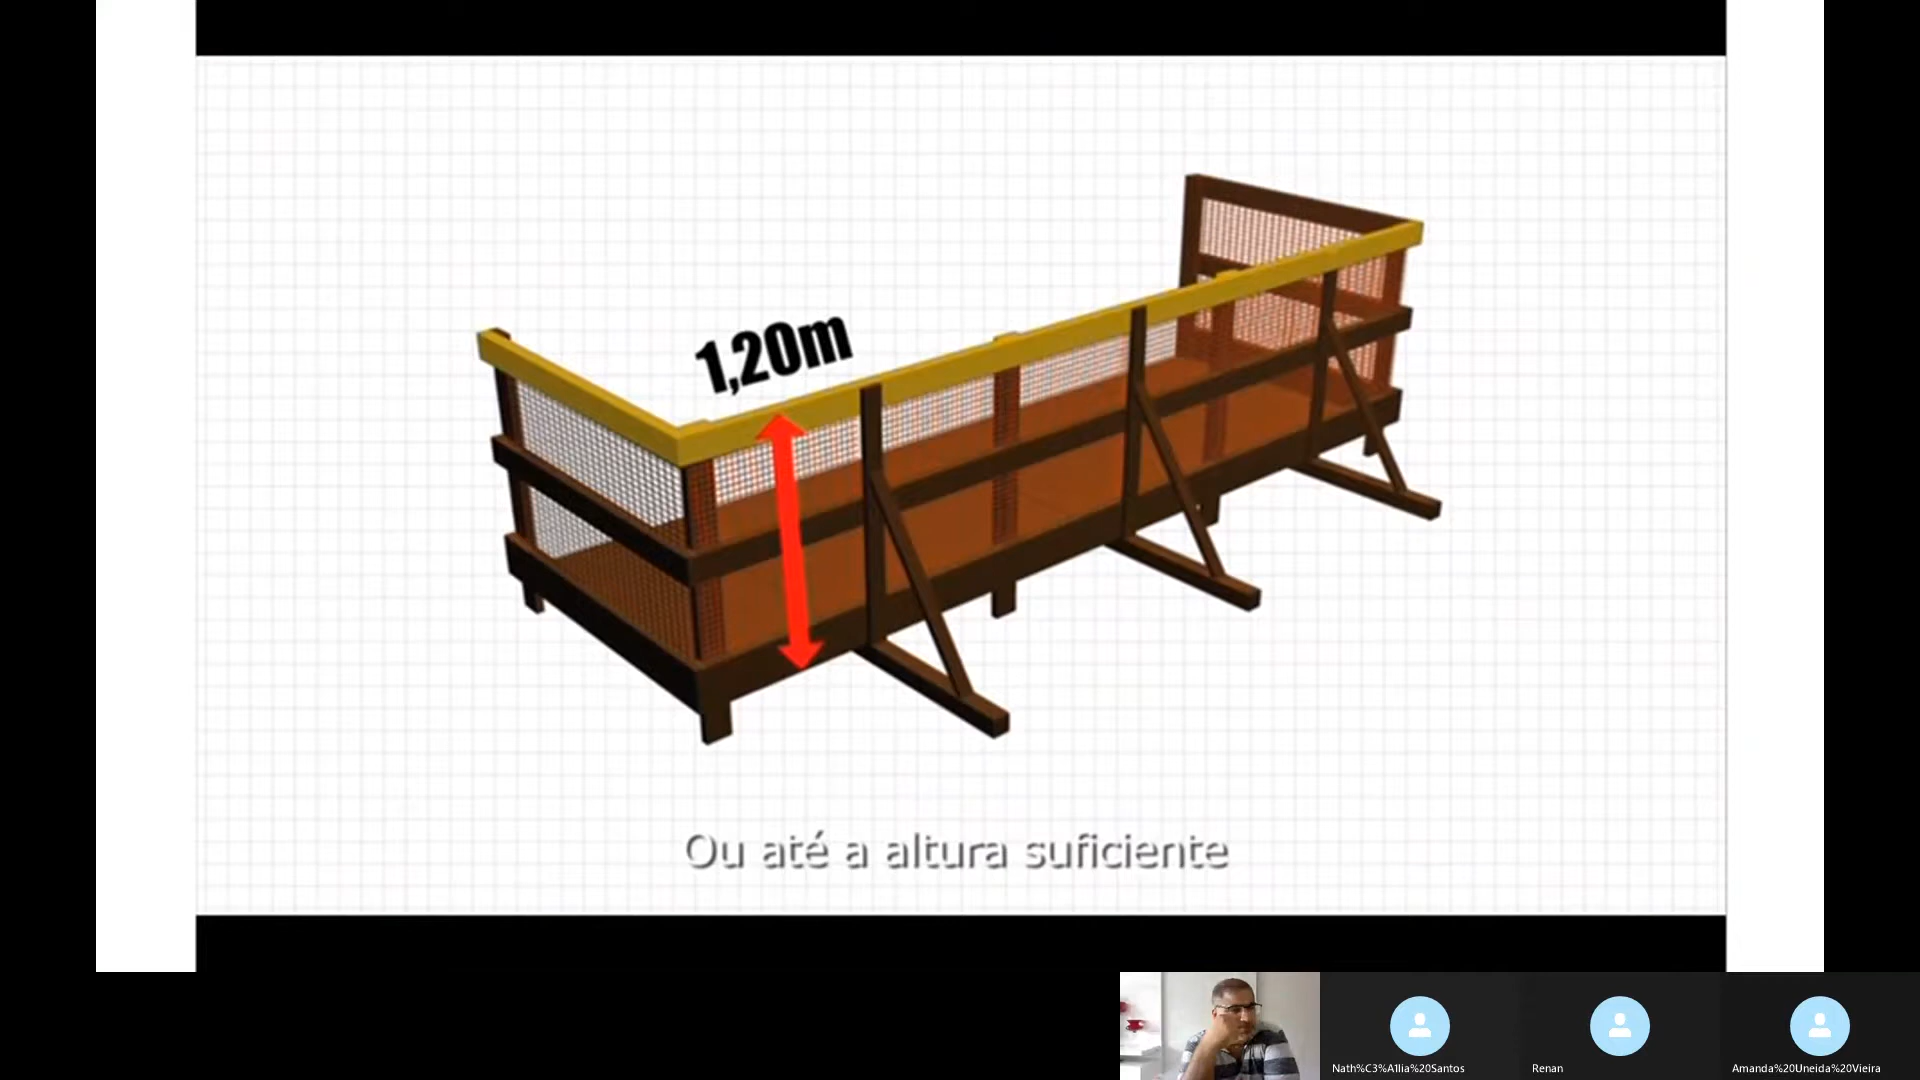 1,20m
Ou até a altura suficiente
Nath%C3%A1lia%20Santos
Renan
Amanda%20Uneida%20Vieira